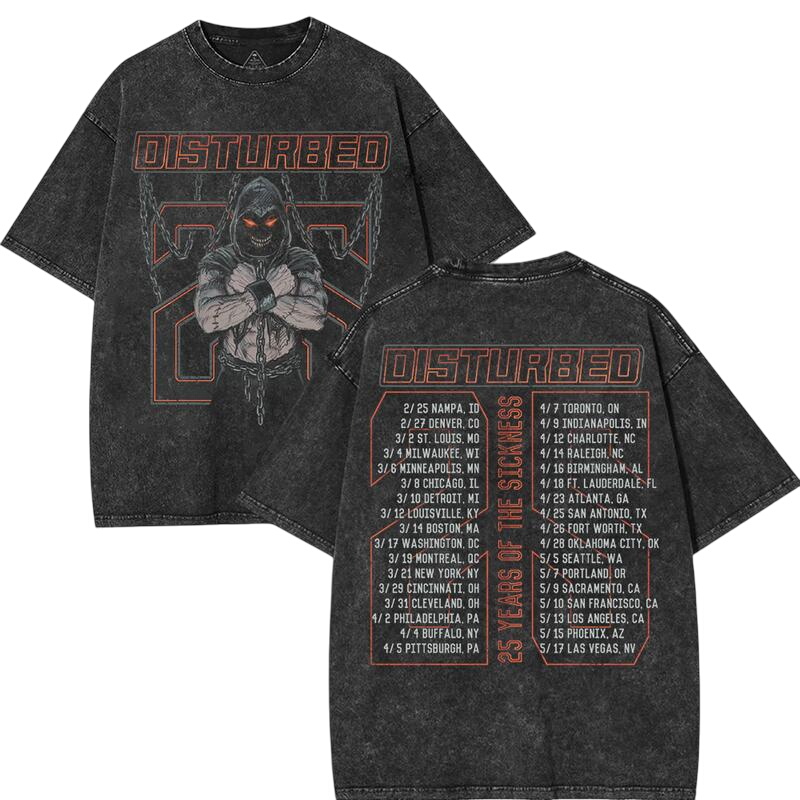 DISTURBED
DISTURBED
2/ 25 NAMPA, ID
2/ 27 DENVER, CO
3/ 2 ST. LOUIS, MO
3/ 4 MILWAUKEE, WI
3/ 6 MINNEAPOLIS, MN
3/ 8 CHICAGO, IL
3/ 10 DETROIT, MI
3/ 12 LOUISVILLE, KY
3/ 14 BOSTON, MA
3/ 17 WASHINGTON, DC
3/ 19 MONTREAL, QC
3/ 21 NEW YORK, NY
3/ 29 CINCINNATI, OH
3/ 31 CLEVELAND, OH
4/ 2 PHILADELPHIA, PA
4/ 4 BUFFALO, NY
4/ 5 PITTSBURGH, PA
25 YEARS OF THE SICKNESS
4/ 7 TORONTO, ON
4/ 9 INDIANAPOLIS, IN
4/ 12 CHARLOTTE, NC
4/ 14 RALEIGH, NC
4/ 16 BIRMINGHAM, AL
4/ 18 FT. LAUDERDALE, FL
4/ 23 ATLANTA, GA
4/ 25 SAN ANTONIO, TX
4/ 26 FORT WORTH, TX
4/ 28 OKLAHOMA CITY, OK
5/ 5 SEATTLE, WA
5/ 7 PORTLAND, OR
5/ 9 SACRAMENTO, CA
5/ 10 SAN FRANCISCO, CA
5/ 13 LOS ANGELES, CA
5/ 15 PHOENIX, AZ
5/ 17 LAS VEGAS, NV